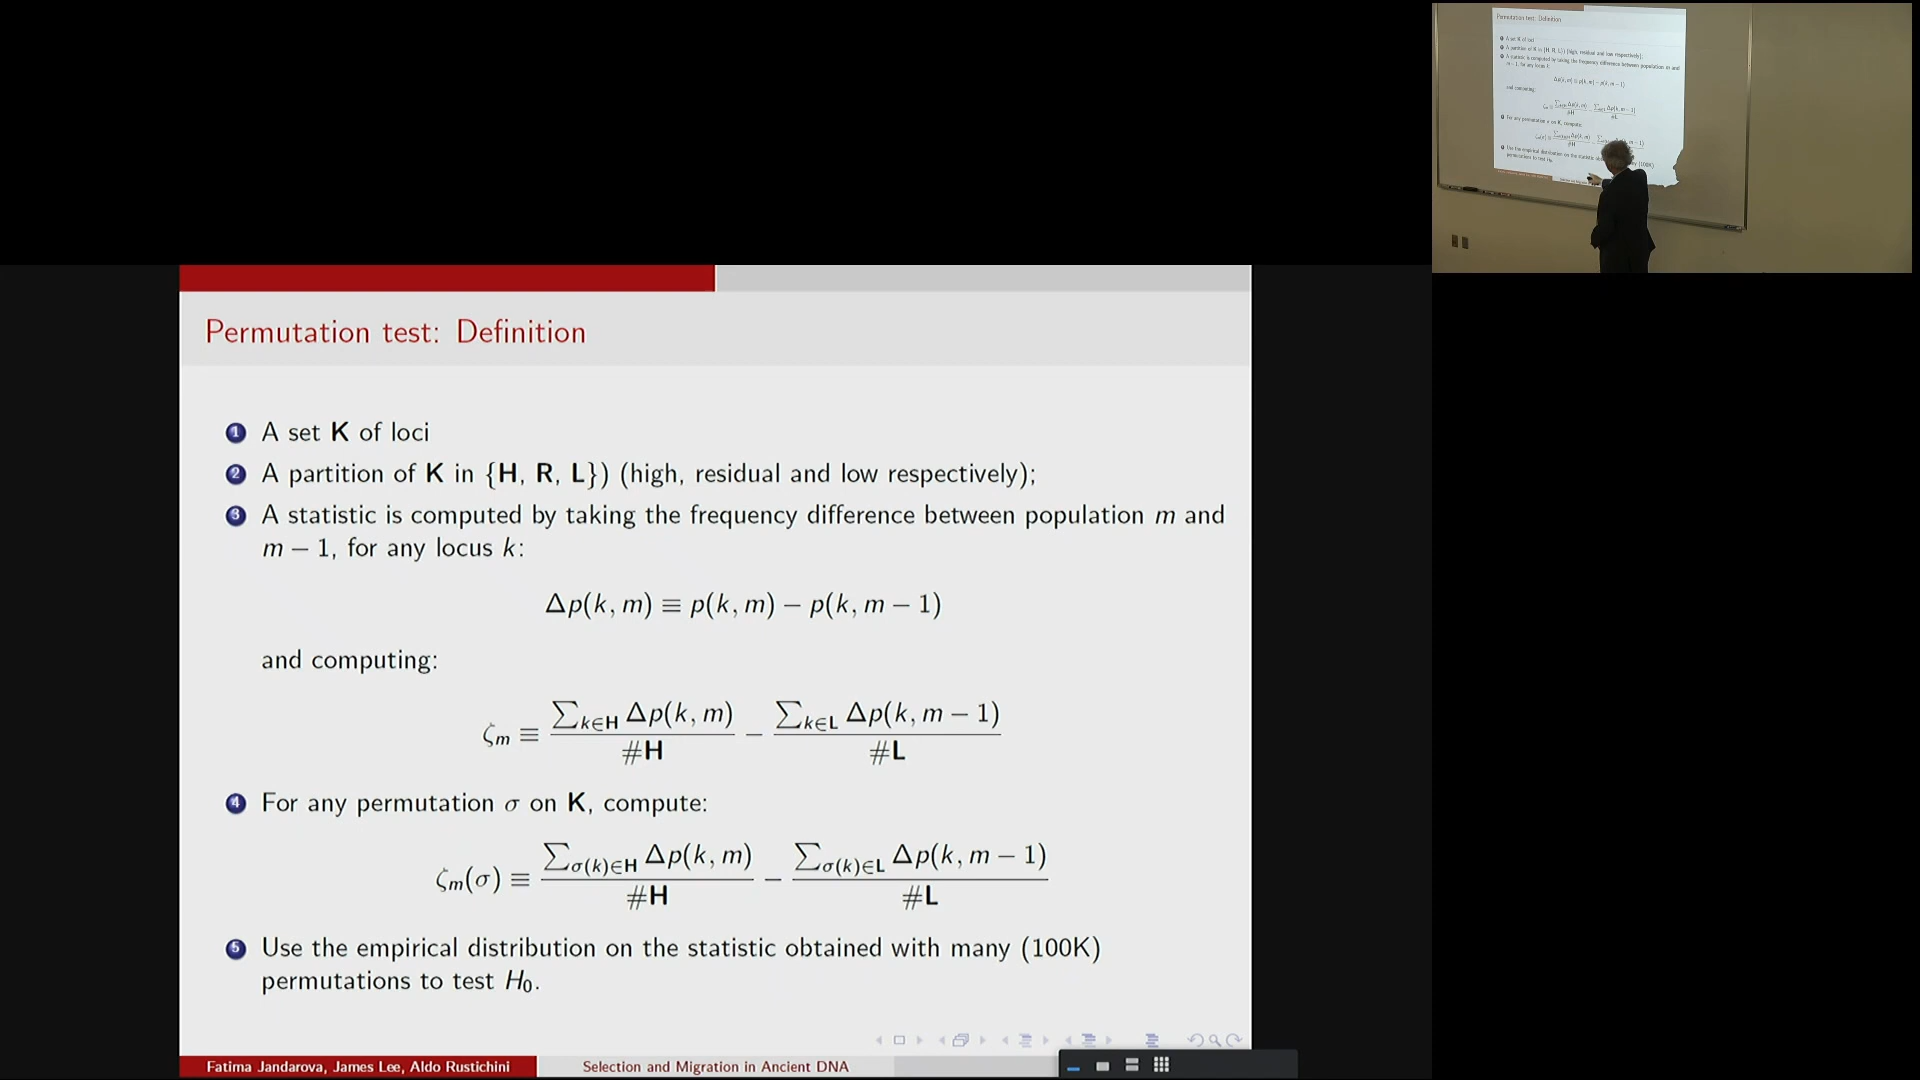 Permutation test: Definition
1 A set K of loci
2 A partition of K in {H, R, L}) (high, residual and low respectively);
3 A statistic is computed by taking the frequency difference between population m and
m − 1, for any locus k:
Δp(k, m) ≡ p(k, m) − p(k, m − 1)
and computing:
ζm ≡ ∑k∈H Δp(k, m) / #H − ∑k∈L Δp(k, m − 1) / #L
4 For any permutation σ on K, compute:
ζm(σ) ≡ ∑σ(k)∈H Δp(k, m) / #H − ∑σ(k)∈L Δp(k, m − 1) / #L
5 Use the empirical distribution on the statistic obtained with many (100K)
permutations to test H0.
Fatima Jandarova, James Lee, Aldo Rustichini
Selection and Migration in Ancient DNA